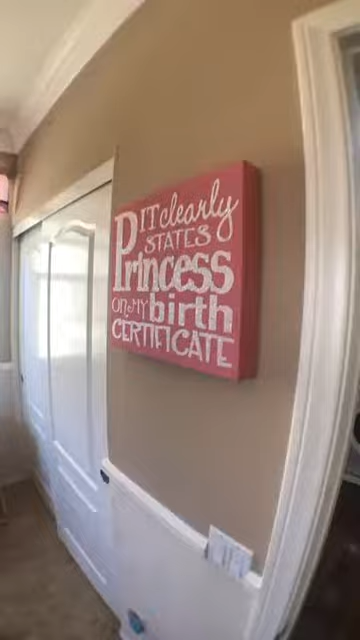 IT clearly
STATES
Princess
ON MY birth
CERTIFICATE